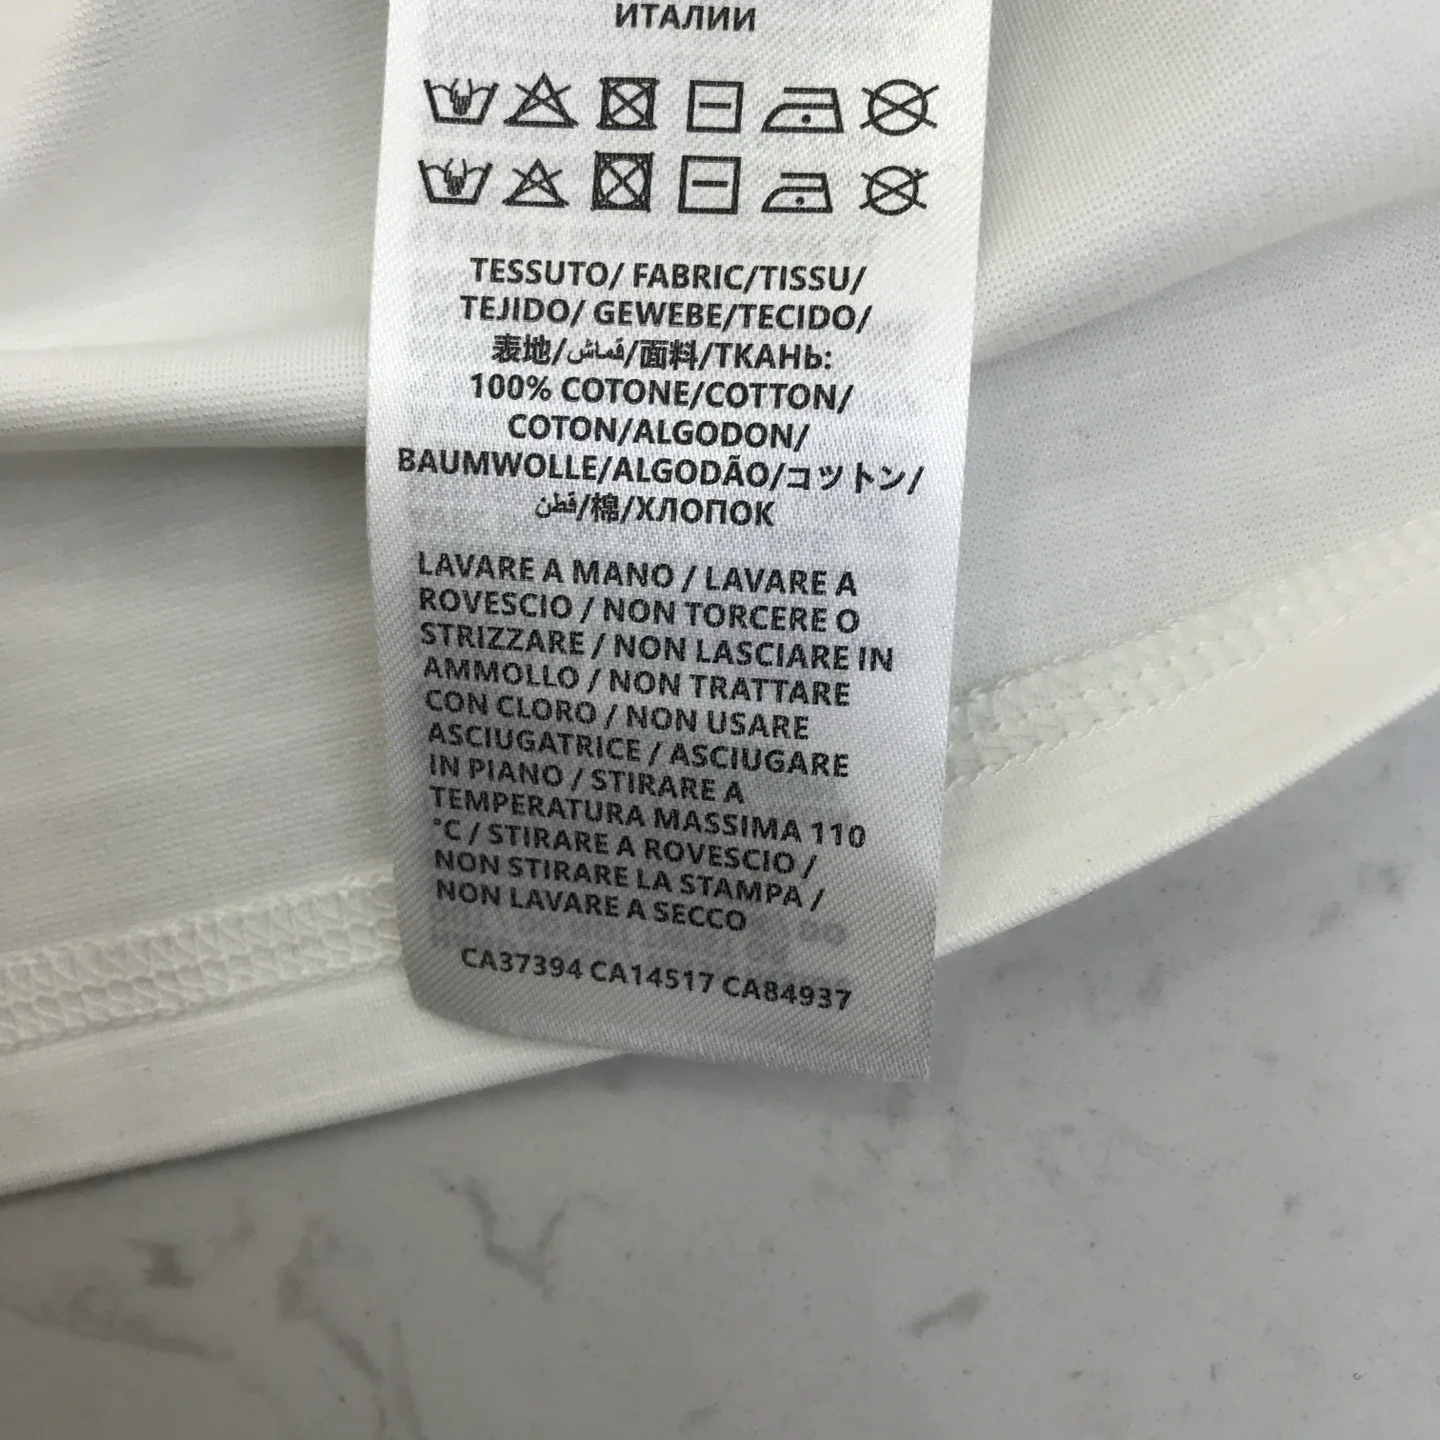 ИТАЛИИ
TESSUTO/ FABRIC/TISSU/
TEJIDO/ GEWEBE/TECIDO/
表地/قماش/面料/ТКАНЬ:
100% COTONE/COTTON/
COTON/ALGODON/
BAUMWOLLE/ALGODÃO/コットン/
قطن/棉/ХЛОПОК
LAVARE A MANO / LAVARE A
ROVESCIO / NON TORCERE O
STRIZZARE / NON LASCIARE IN
AMMOLLO / NON TRATTARE
CON CLORO / NON USARE
ASCIUGATRICE / ASCIUGARE
IN PIANO / STIRARE A
TEMPERATURA MASSIMA 110
°C / STIRARE A ROVESCIO /
NON STIRARE LA STAMPA /
NON LAVARE A SECCO
CA37394 CA14517 CA84937